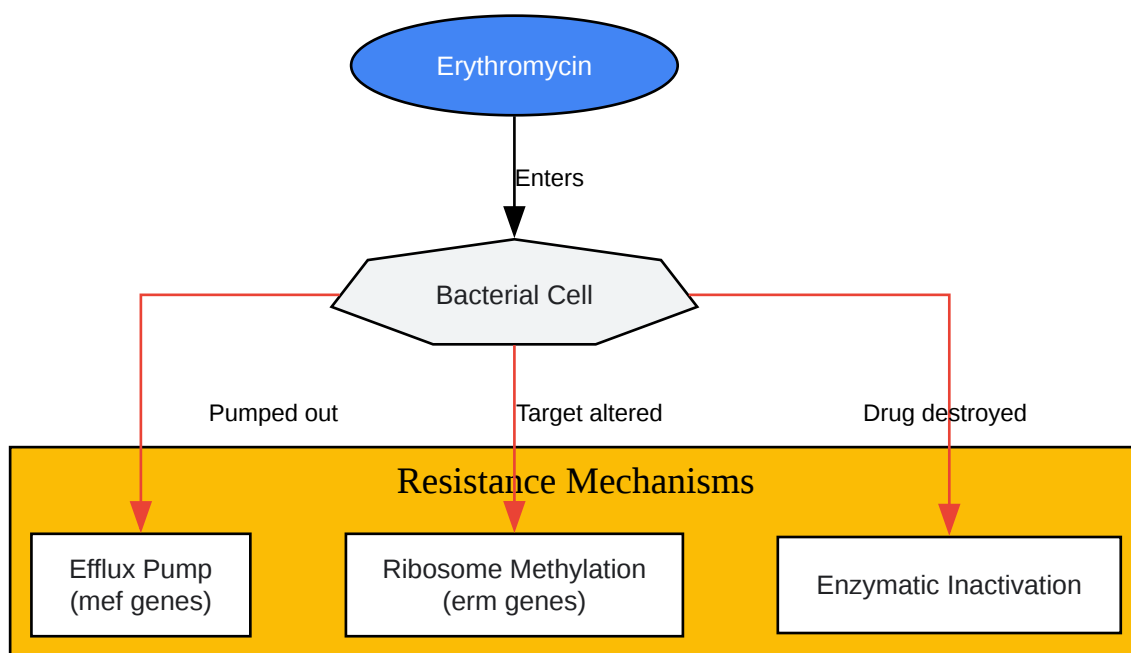 Erythromycin
Enters
Bacterial Cell
Pumped out
Target altered
Drug destroyed
Resistance Mechanisms
Efflux Pump
(mef genes)
Ribosome Methylation
(erm genes)
Enzymatic Inactivation